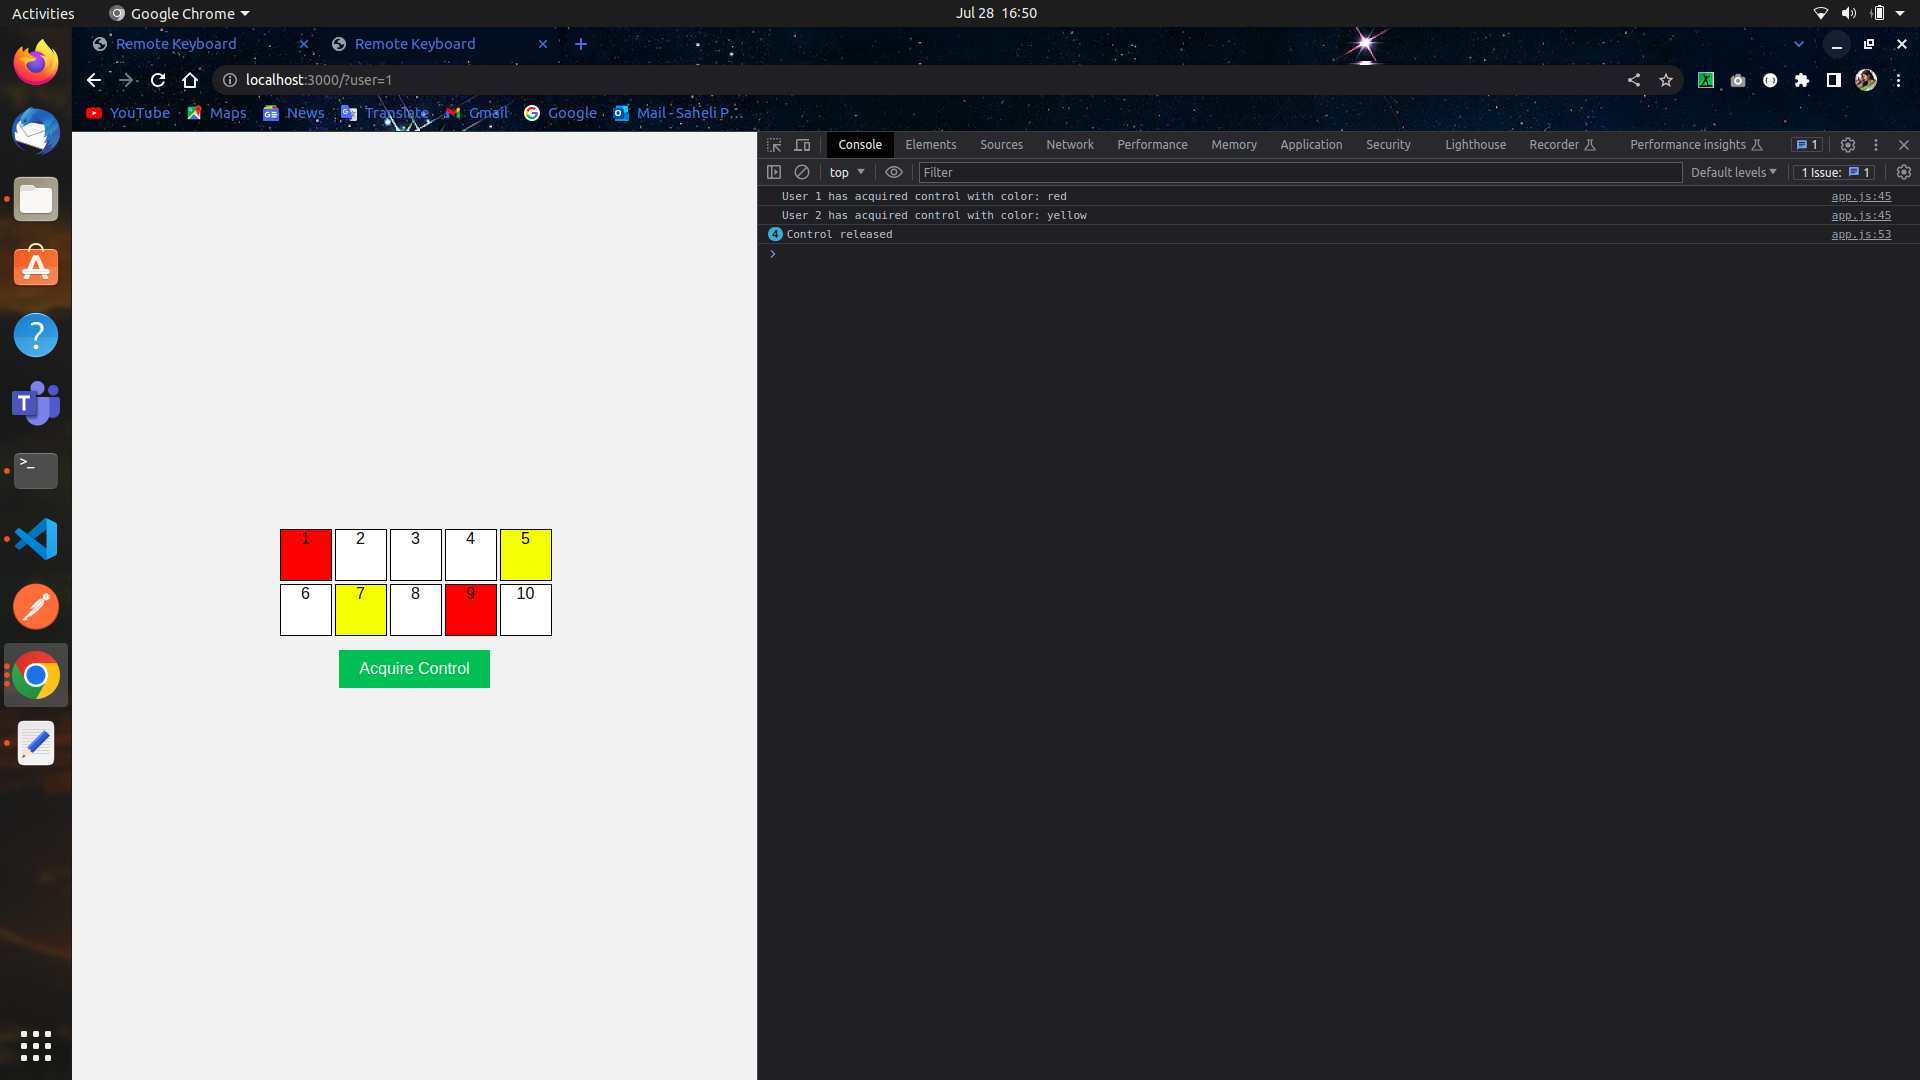 Activities Google Chrome Jul 28 16:50
Remote Keyboard Remote Keyboard
localhost:3000/?user=1
YouTube Maps News Translate Gmail Google Mail - Saheli P...
Console Elements Sources Network Performance Memory Application Security Lighthouse Recorder Performance insights 1
top Filter Default levels 1 Issue: 1
User 1 has acquired control with color: red app.js:45
User 2 has acquired control with color: yellow app.js:45
4 Control released app.js:53
1 2 3 4 5
6 7 8 9 10
Acquire Control